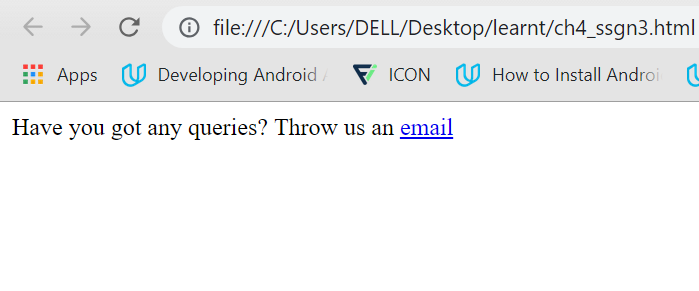 file:///C:/Users/DELL/Desktop/learnt/ch4_ssgn3.html
Apps Developing Android ICON How to Install Androi
Have you got any queries? Throw us an email